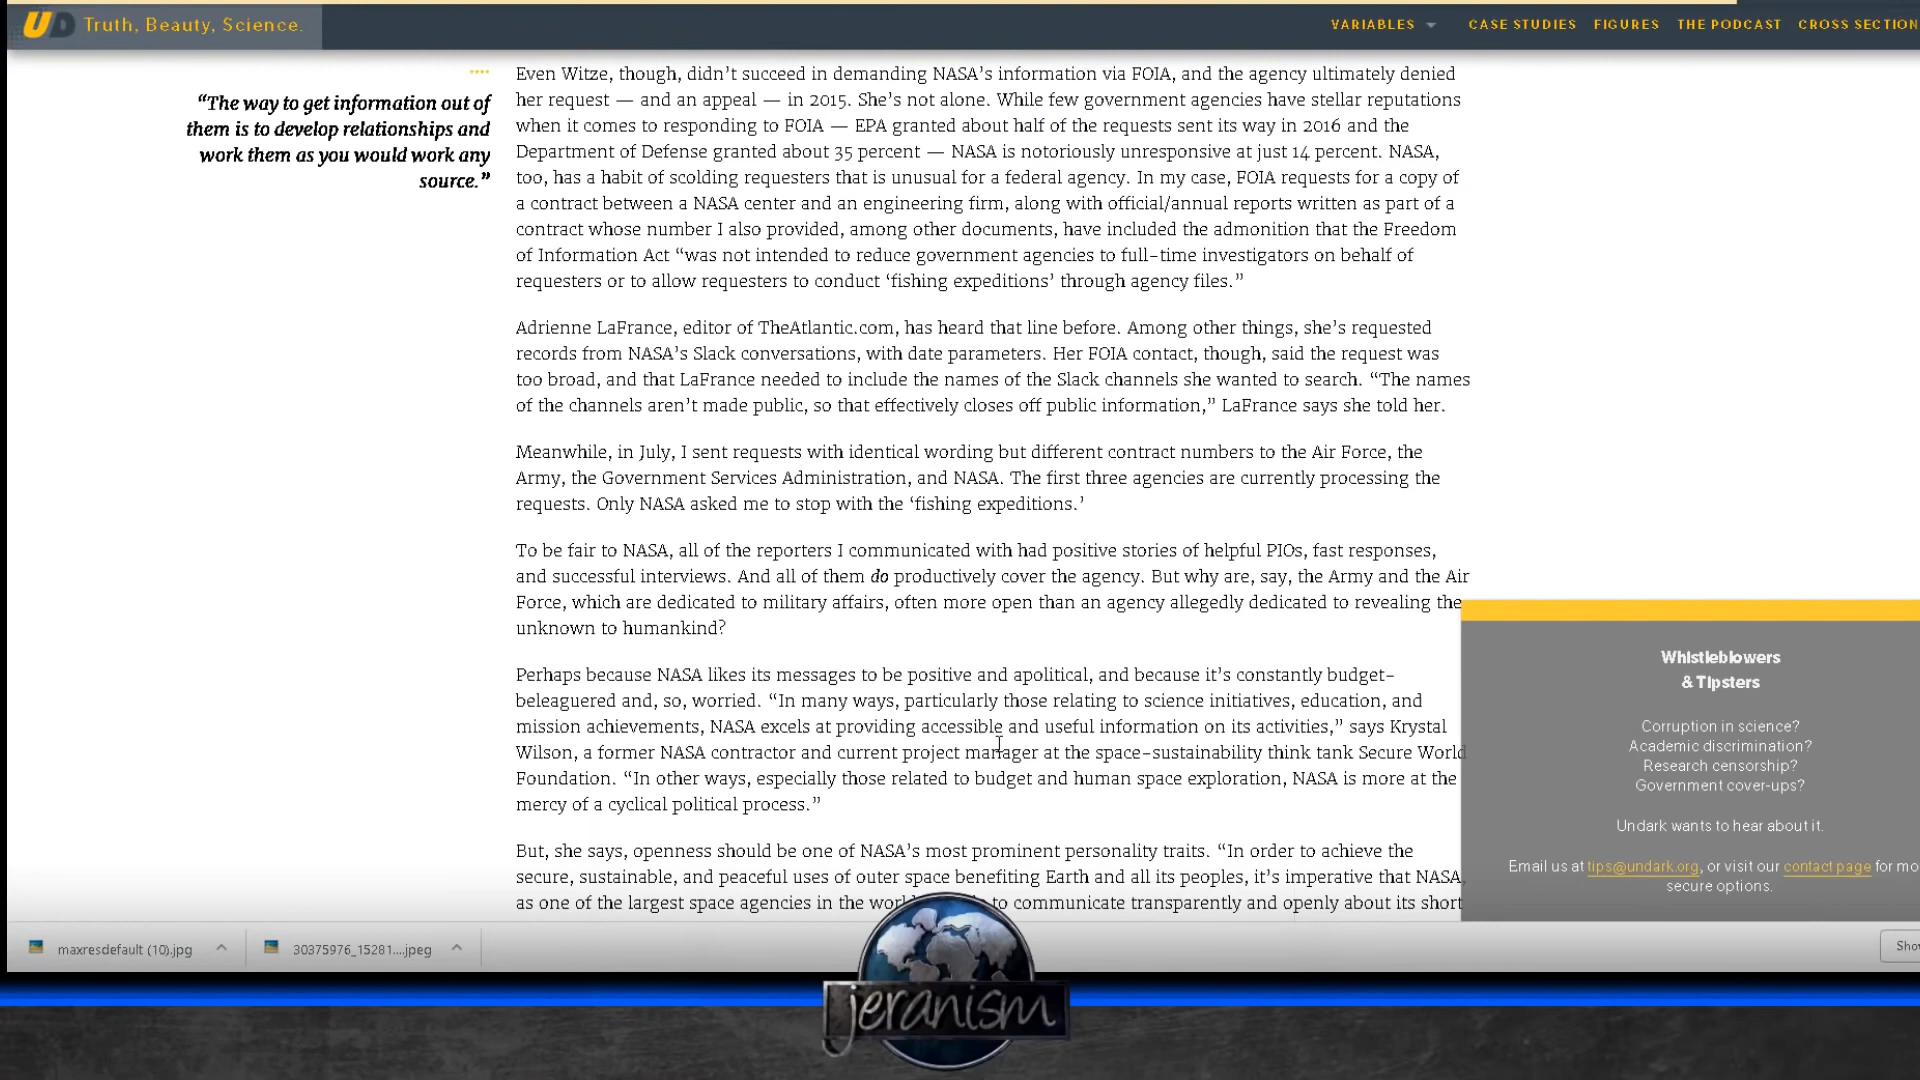 UD Truth, Beauty, Science.
VARIABLES CASE STUDIES FIGURES THE PODCAST CROSS SECTION
“The way to get information out of
them is to develop relationships and
work them as you would work any
source.”
Even Witze, though, didn’t succeed in demanding NASA’s information via FOIA, and the agency ultimately denied
her request — and an appeal — in 2015. She’s not alone. While few government agencies have stellar reputations
when it comes to responding to FOIA — EPA granted about half of the requests sent its way in 2016 and the
Department of Defense granted about 35 percent — NASA is notoriously unresponsive at just 14 percent. NASA,
too, has a habit of scolding requesters that is unusual for a federal agency. In my case, FOIA requests for a copy of
a contract between a NASA center and an engineering firm, along with official/annual reports written as part of a
contract whose number I also provided, among other documents, have included the admonition that the Freedom
of Information Act “was not intended to reduce government agencies to full-time investigators on behalf of
requesters or to allow requesters to conduct ‘fishing expeditions’ through agency files.”
Adrienne LaFrance, editor of TheAtlantic.com, has heard that line before. Among other things, she’s requested
records from NASA’s Slack conversations, with date parameters. Her FOIA contact, though, said the request was
too broad, and that LaFrance needed to include the names of the Slack channels she wanted to search. “The names
of the channels aren’t made public, so that effectively closes off public information,” LaFrance says she told her.
Meanwhile, in July, I sent requests with identical wording but different contract numbers to the Air Force, the
Army, the Government Services Administration, and NASA. The first three agencies are currently processing the
requests. Only NASA asked me to stop with the ‘fishing expeditions.’
To be fair to NASA, all of the reporters I communicated with had positive stories of helpful PIOs, fast responses,
and successful interviews. And all of them do productively cover the agency. But why are, say, the Army and the Air
Force, which are dedicated to military affairs, often more open than an agency allegedly dedicated to revealing the
unknown to humankind?
Perhaps because NASA likes its messages to be positive and apolitical, and because it’s constantly budget-
beleaguered and, so, worried. “In many ways, particularly those relating to science initiatives, education, and
mission achievements, NASA excels at providing accessible and useful information on its activities,” says Krystal
Wilson, a former NASA contractor and current project manager at the space-sustainability think tank Secure World
Foundation. “In other ways, especially those related to budget and human space exploration, NASA is more at the
mercy of a cyclical political process.”
But, she says, openness should be one of NASA’s most prominent personality traits. “In order to achieve the
secure, sustainable, and peaceful uses of outer space benefiting Earth and all its peoples, it’s imperative that NASA,
as one of the largest space agencies in the to communicate transparently and openly about its short
Whistleblowers
& Tipsters
Corruption in science?
Academic discrimination?
Research censorship?
Government cover-ups?
Undark wants to hear about it.
Email us at tips@undark.org, or visit our contact page for mo
secure options.
maxresdefault (10).jpg
30375976_15281....jpeg
Sho
jeranism